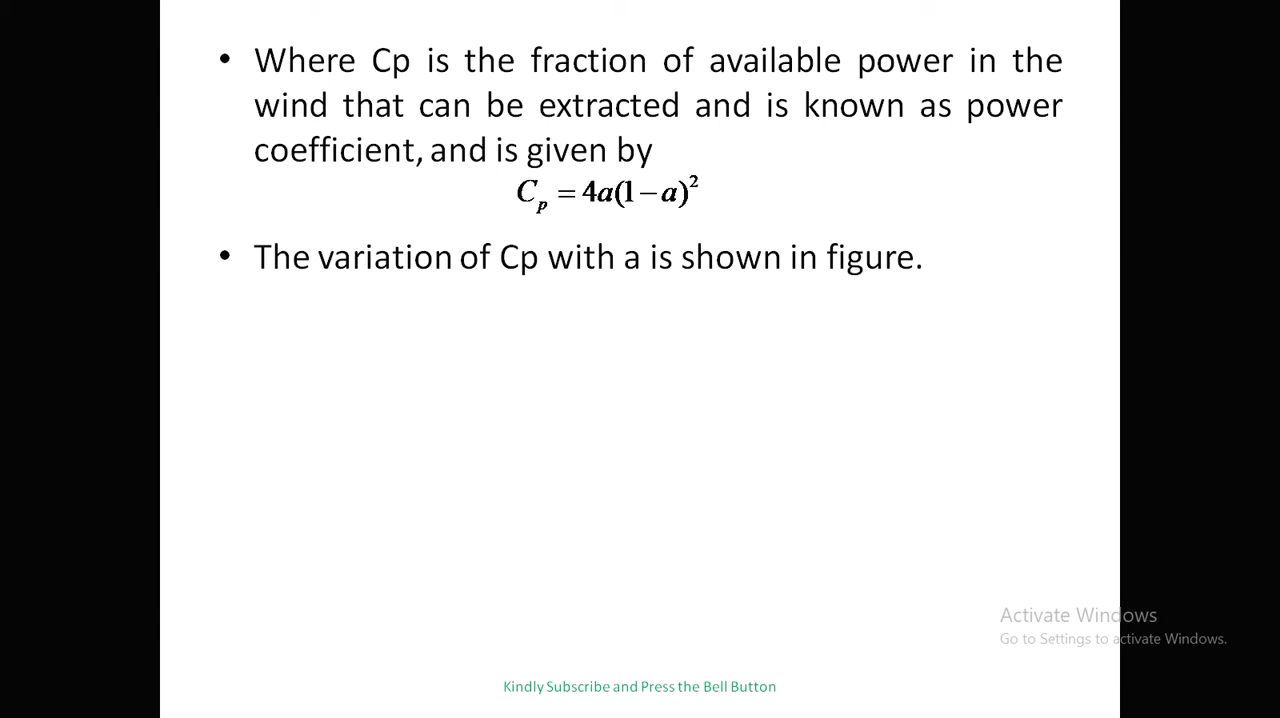 • Where Cp is the fraction of available power in the
wind that can be extracted and is known as power
coefficient, and is given by
Cₚ = 4a(1−a)²
• The variation of Cp with a is shown in figure.
Activate Windows
Go to Settings to activate Windows.
Kindly Subscribe and Press the Bell Button